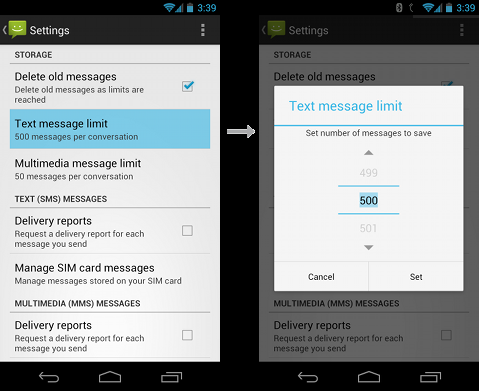 3:39
Settings
STORAGE
Delete old messages
Delete old messages as limits are
reached
Text message limit
500 messages per conversation
Multimedia message limit
50 messages per conversation
TEXT (SMS) MESSAGES
Delivery reports
Request a delivery report for each
message you send
Manage SIM card messages
Manage messages stored on your SIM card
MULTIMEDIA (MMS) MESSAGES
Delivery reports
Request a delivery report for each
message you send
3:39
Settings
STORAGE
Delete old messages
Text message limit
Set number of messages to save
499
500
501
Cancel
Set
MULTIMEDIA (MMS) MESSAGES
Delivery reports
Request a delivery report for each
message you send